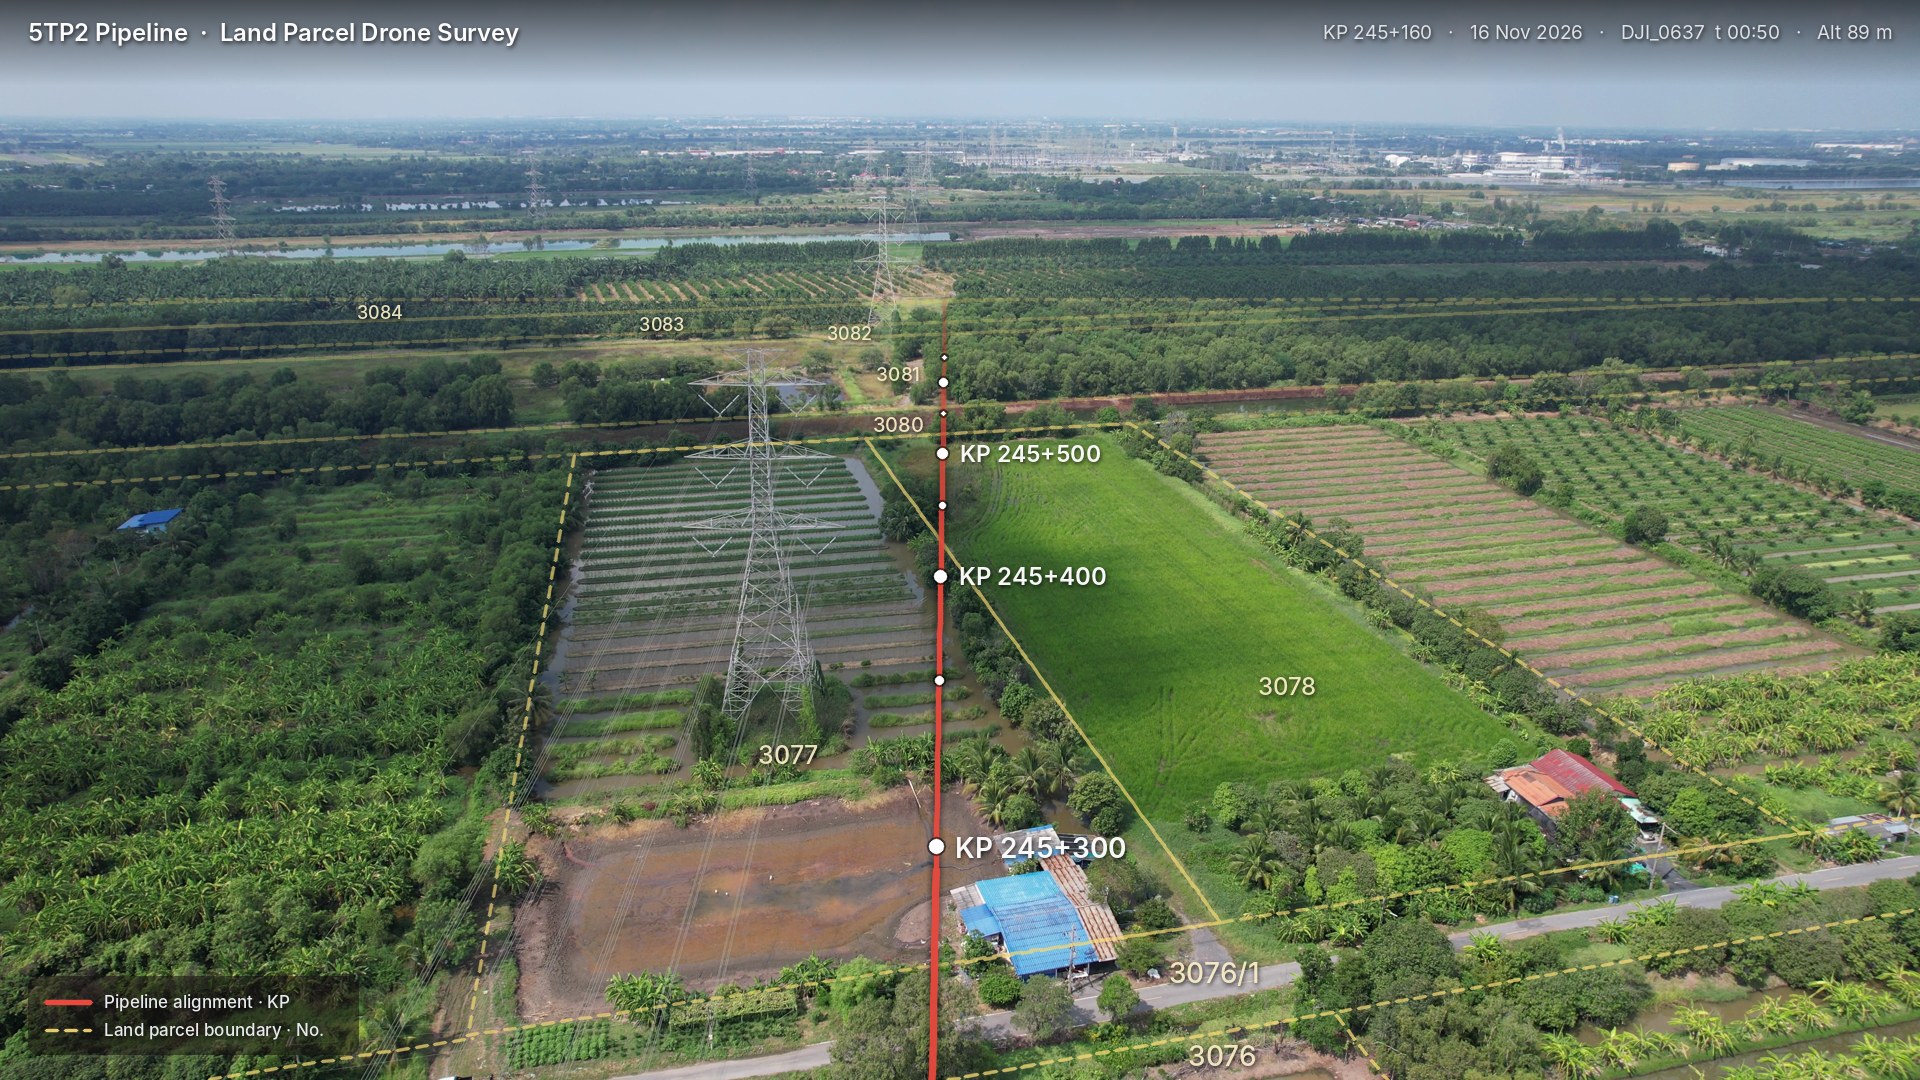 5TP2 Pipeline · Land Parcel Drone Survey
KP 245+160 · 16 Nov 2026 · DJI_0637 t 00:50 · Alt 89 m
3084
3083
3082
3081
3080
KP 245+500
KP 245+400
3078
3077
KP 245+300
3076/1
3076
Pipeline alignment · KP
Land parcel boundary · No.